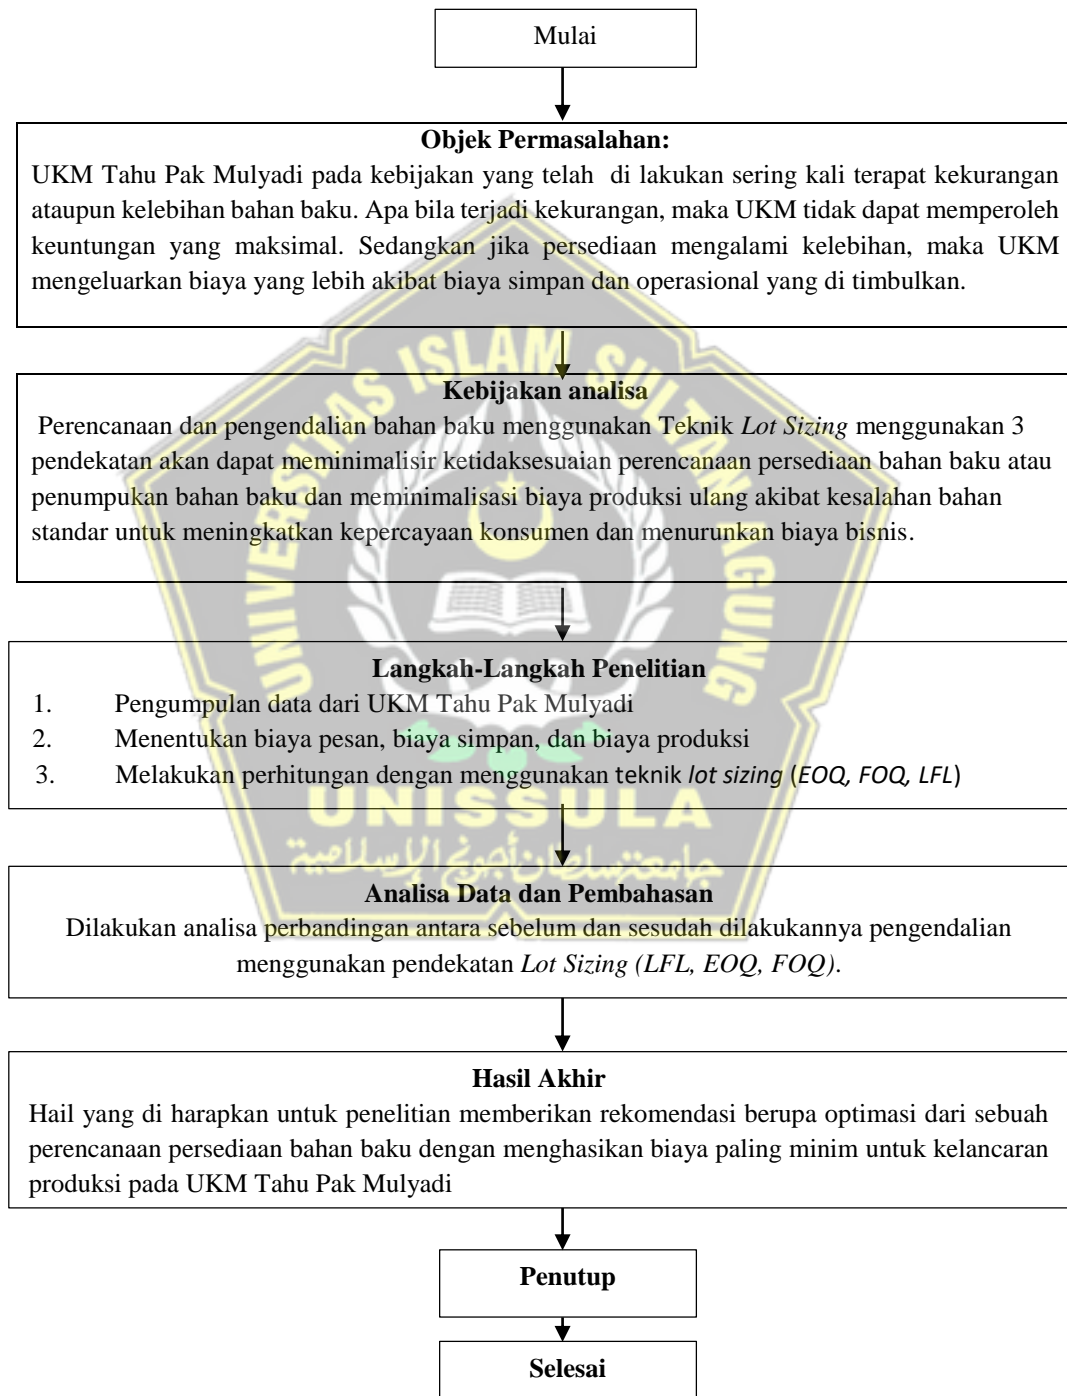 Mulai
Objek Permasalahan:
UKM Tahu Pak Mulyadi pada kebijakan yang telah di lakukan sering kali terapat kekurangan
ataupun kelebihan bahan baku. Apa bila terjadi kekurangan, maka UKM tidak dapat memperoleh
keuntungan yang maksimal. Sedangkan jika persediaan mengalami kelebihan, maka UKM
mengeluarkan biaya yang lebih akibat biaya simpan dan operasional yang di timbulkan.
Kebijakan analisa
Perencanaan dan pengendalian bahan baku menggunakan Teknik Lot Sizing menggunakan 3
pendekatan akan dapat meminimalisir ketidaksesuaian perencanaan persediaan bahan baku atau
penumpukan bahan baku dan meminimalisasi biaya produksi ulang akibat kesalahan bahan
standar untuk meningkatkan kepercayaan konsumen dan menurunkan biaya bisnis.
Langkah-Langkah Penelitian
1. Pengumpulan data dari UKM Tahu Pak Mulyadi
2. Menentukan biaya pesan, biaya simpan, dan biaya produksi
3. Melakukan perhitungan dengan menggunakan teknik lot sizing (EOQ, FOQ, LFL)
Analisa Data dan Pembahasan
Dilakukan analisa perbandingan antara sebelum dan sesudah dilakukannya pengendalian
menggunakan pendekatan Lot Sizing (LFL, EOQ, FOQ).
Hasil Akhir
Hail yang di harapkan untuk penelitian memberikan rekomendasi berupa optimasi dari sebuah
perencanaan persediaan bahan baku dengan menghasikan biaya paling minim untuk kelancaran
produksi pada UKM Tahu Pak Mulyadi
Penutup
Selesai
UNIVERSITAS ISLAM SULTAN AGUNG
UNISSULA
جامعتسلطان أجونج الإسلامية